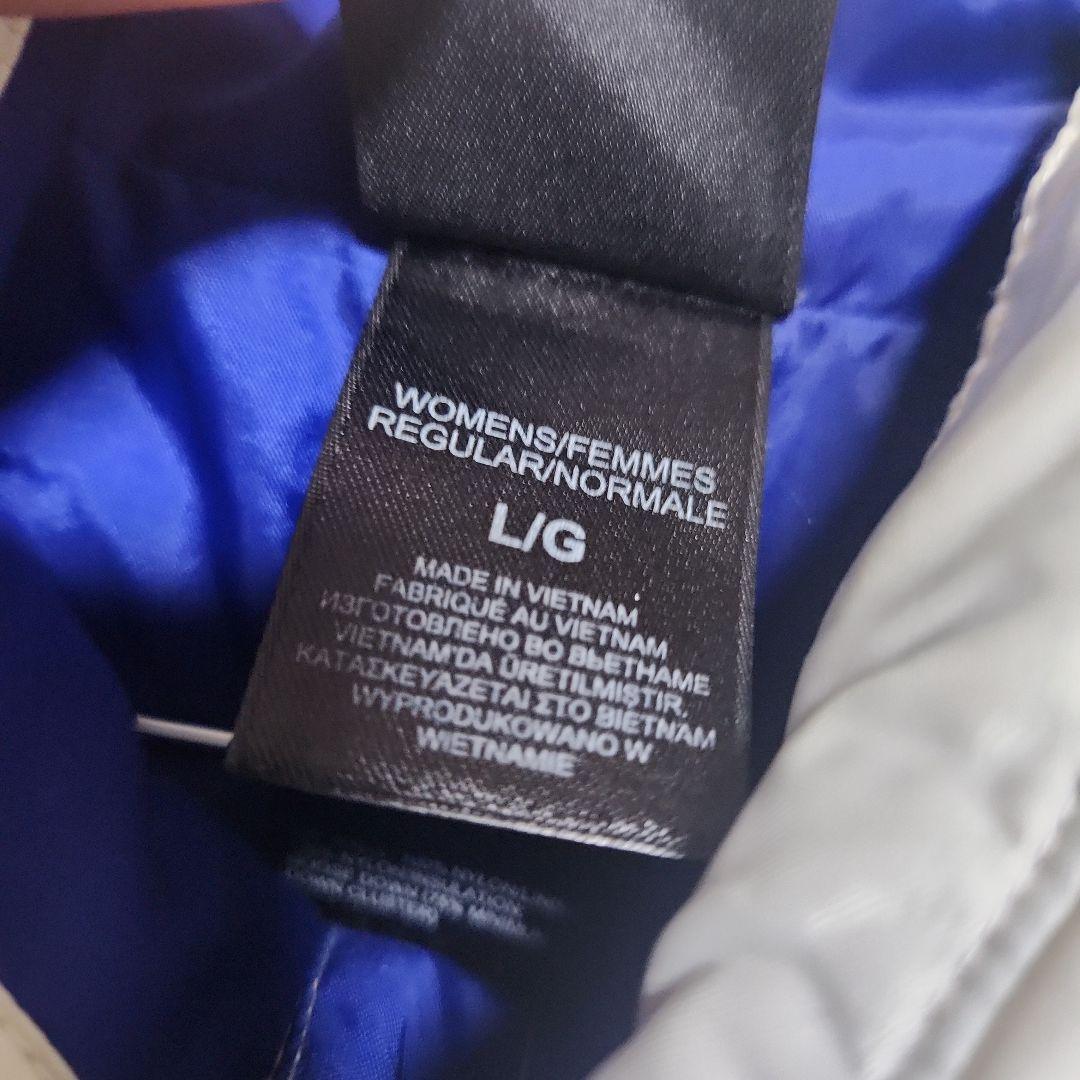 WOMENS/FEMMES
REGULAR/NORMALE
L/G
MADE IN VIETNAM
FABRIQUÉ AU VIETNAM
ИЗГОТОВЛЕНО ВО ВЬЕТНАМЕ
VIETNAM'DA ÜRETILMIŞTIR,
ΚΑΤΑΣΚΕΥΑΖΕΤΑΙ ΣΤΟ ΒΙΕΤΝΑΜ
WYPRODUKOWANO W
WIETNAMIE